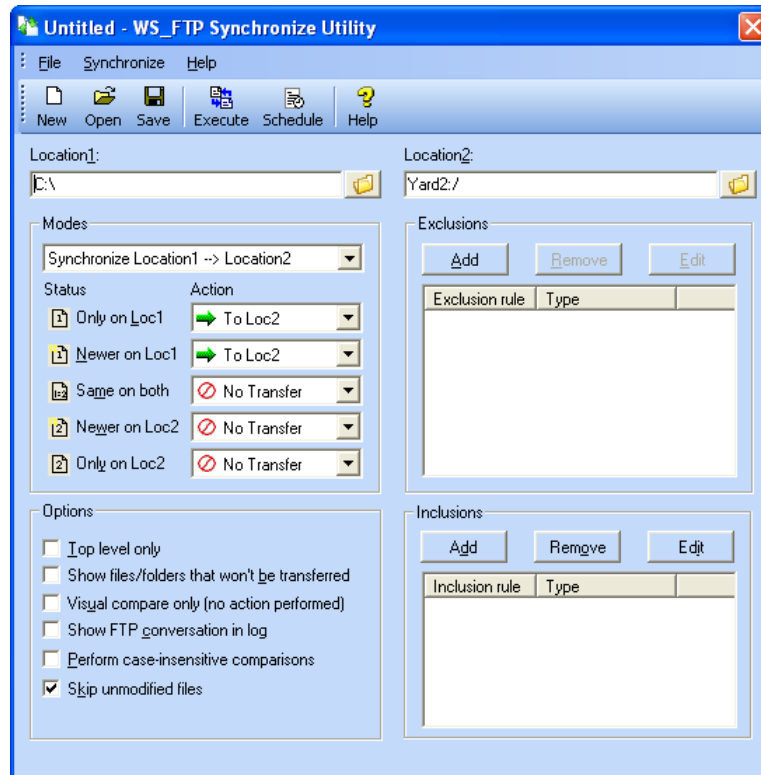 Untitled - WS_FTP Synchronize Utility
File Synchronize Help
New Open Save Execute Schedule Help
Location1:
C:\
Location2:
Yard2:/
Modes
Synchronize Location1 --> Location2
Status Action
Only on Loc1 To Loc2
Newer on Loc1 To Loc2
Same on both No Transfer
Newer on Loc2 No Transfer
Only on Loc2 No Transfer
Exclusions
Add Remove Edit
Exclusion rule Type
Options
Top level only
Show files/folders that won't be transferred
Visual compare only (no action performed)
Show FTP conversation in log
Perform case-insensitive comparisons
Skip unmodified files
Inclusions
Add Remove Edit
Inclusion rule Type